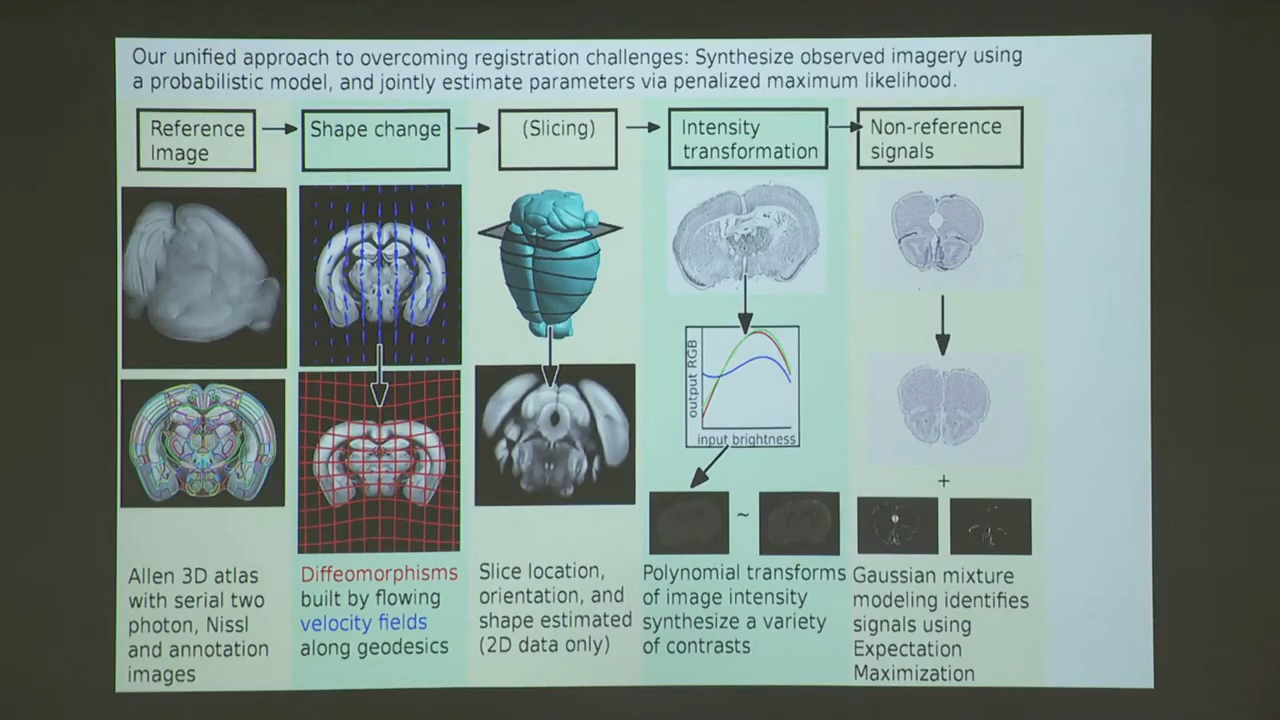 Our unified approach to overcoming registration challenges: Synthesize observed imagery using
a probabilistic model, and jointly estimate parameters via penalized maximum likelihood.
Reference
Image
Shape change
(Slicing)
Intensity
transformation
Non-reference
signals
output RGB
input brightness
~
+
Allen 3D atlas
with serial two
photon, Nissl
and annotation
images
Diffeomorphisms
built by flowing
velocity fields
along geodesics
Slice location,
orientation, and
shape estimated
(2D data only)
Polynomial transforms
of image intensity
synthesize a variety
of contrasts
Gaussian mixture
modeling identifies
signals using
Expectation
Maximization